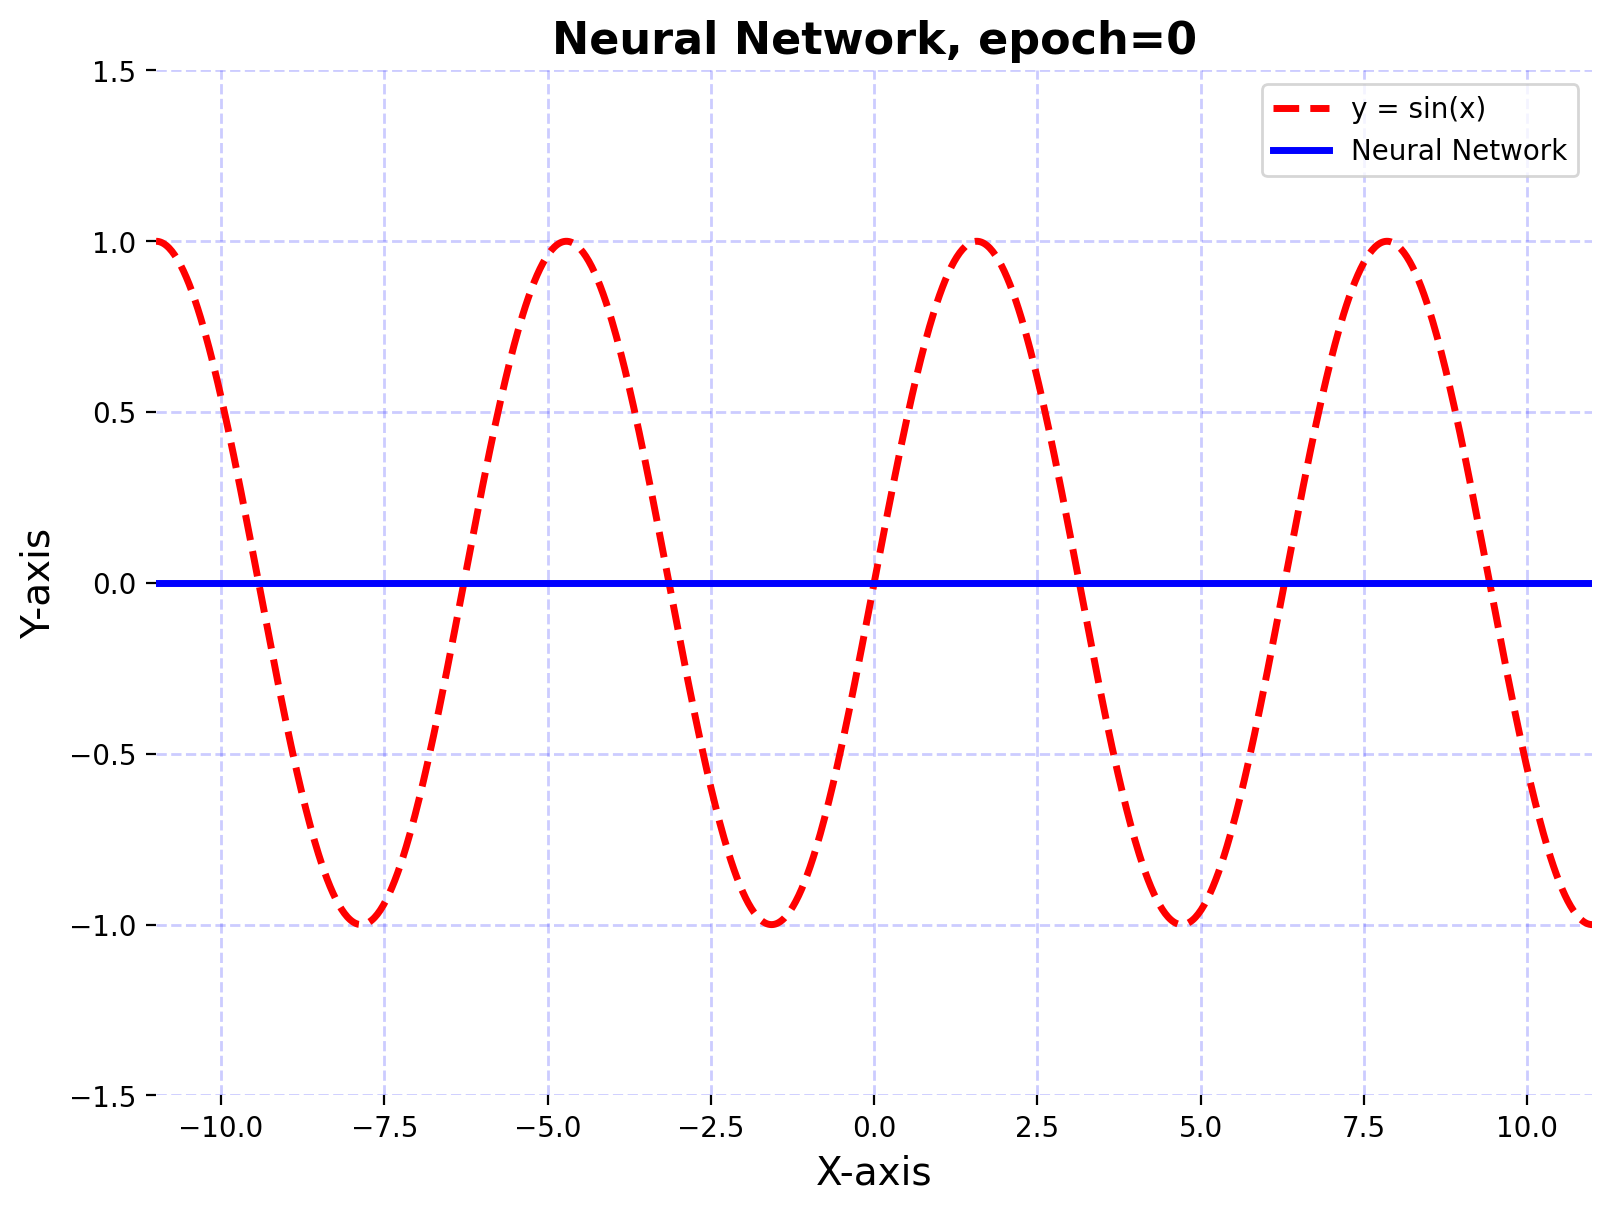 Neural Network, epoch=0
1.5
1.0
0.5
0.0
−0.5
−1.0
−1.5
Y-axis
y = sin(x)
Neural Network
−10.0 −7.5 −5.0 −2.5 0.0 2.5 5.0 7.5 10.0
X-axis